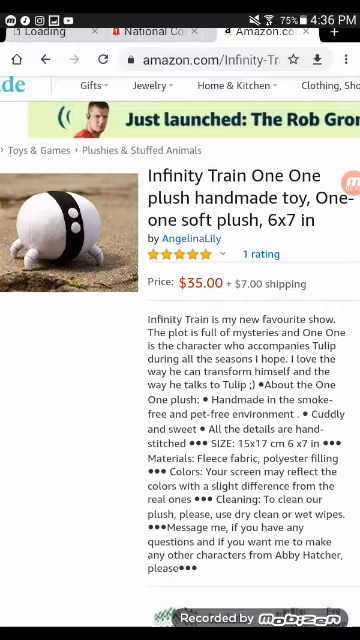 75% 4:36 PM
Loading
National Co
Amazon.co
amazon.com/Infinity-Tr
de
Gifts Jewelry Home & Kitchen Clothing, Sho
Just launched: The Rob Gron
› Toys & Games › Plushies & Stuffed Animals
Infinity Train One One
plush handmade toy, One-
one soft plush, 6x7 in
by AngelinaLily
1 rating
Price: $35.00 + $7.00 shipping
Infinity Train is my new favourite show.
The plot is full of mysteries and One One
is the character who accompanies Tulip
during all the seasons I hope. I love the
way he can transform himself and the
way he talks to Tulip ;) ●About the One
One plush: ● Handmade in the smoke-
free and pet-free environment . ● Cuddly
and sweet ● All the details are hand-
stitched ●●● SIZE: 15x17 cm 6 x7 in ●●●
Materials: Fleece fabric, polyester filling
●●● Colors: Your screen may reflect the
colors with a slight difference from the
real ones ●●● Cleaning: To clean our
plush, please, use dry clean or wet wipes.
●●●Message me, if you have any
questions and if you want me to make
any other characters from Abby Hatcher,
please●●●
Recorded by mobizen